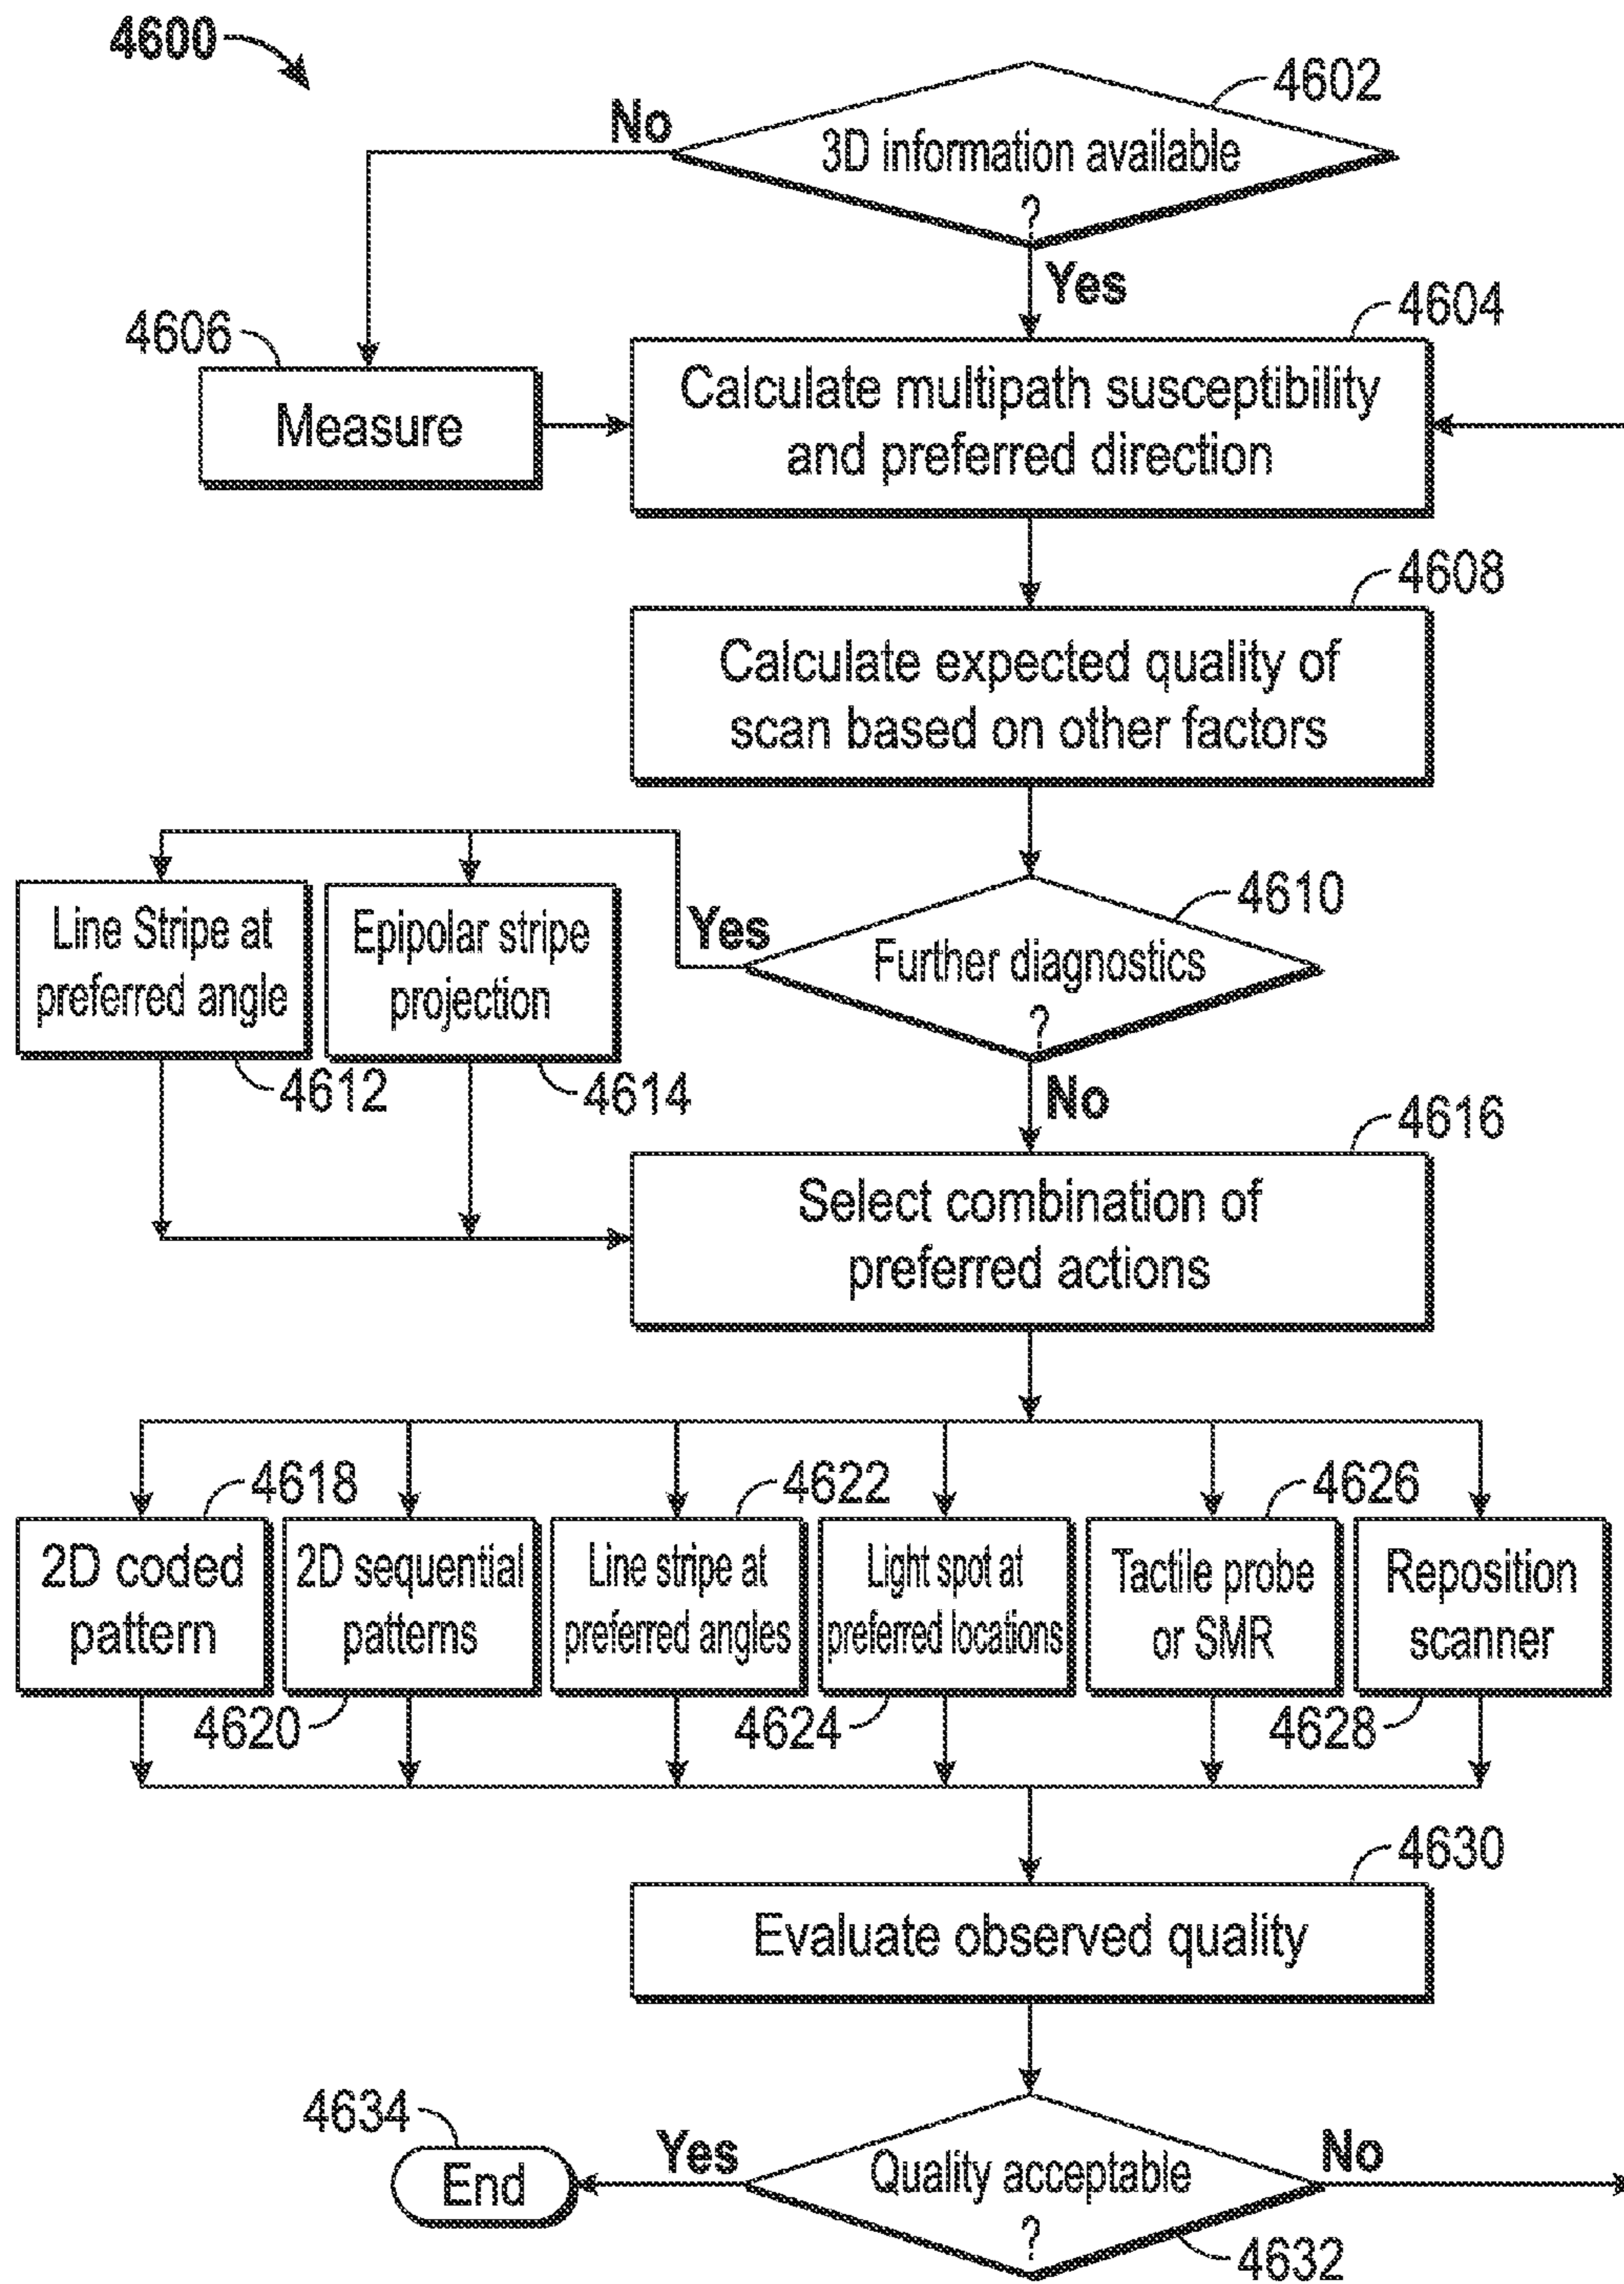 4600
4602
No
3D information available
?
Yes
4604
4606
Calculate multipath susceptibility
and preferred direction
Measure
4608
Calculate expected quality of
scan based on other factors
4610
Line Stripe at
preferred angle
Epipolar stripe
projection
Yes
Further diagnostics
?
4612
4614
No
4616
Select combination of
preferred actions
4618
4622
4626
2D coded
pattern
2D sequential
patterns
Line stripe at
preferred angles
Light spot at
preferred locations
Tactile probe
or SMR
Reposition
scanner
4620
4624
4628
4630
Evaluate observed quality
4634
End
Yes
Quality acceptable
?
No
4632